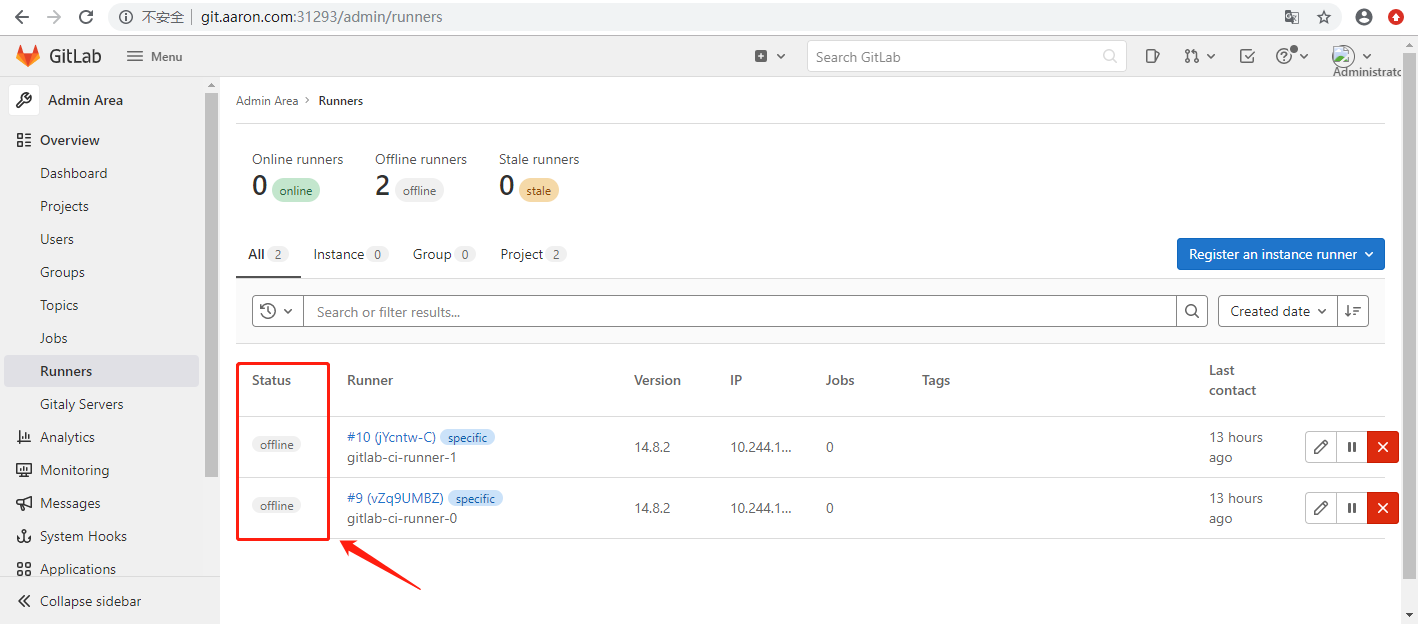 不安全 git.aaron.com:31293/admin/runners
GitLab Menu Search GitLab
Administrato
Admin Area
Overview
Dashboard
Projects
Users
Groups
Topics
Jobs
Runners
Gitaly Servers
Analytics
Monitoring
Messages
System Hooks
Applications
Collapse sidebar
Admin Area Runners
Online runners Offline runners Stale runners
0 online 2 offline 0 stale
All 2 Instance 0 Group 0 Project 2 Register an instance runner
Search or filter results... Created date
Status Runner Version IP Jobs Tags Last contact
offline #10 (jYcntw-C) specific 14.8.2 10.244.1... 0 13 hours ago
gitlab-ci-runner-1
offline #9 (vZq9UMBZ) specific 14.8.2 10.244.1... 0 13 hours ago
gitlab-ci-runner-0